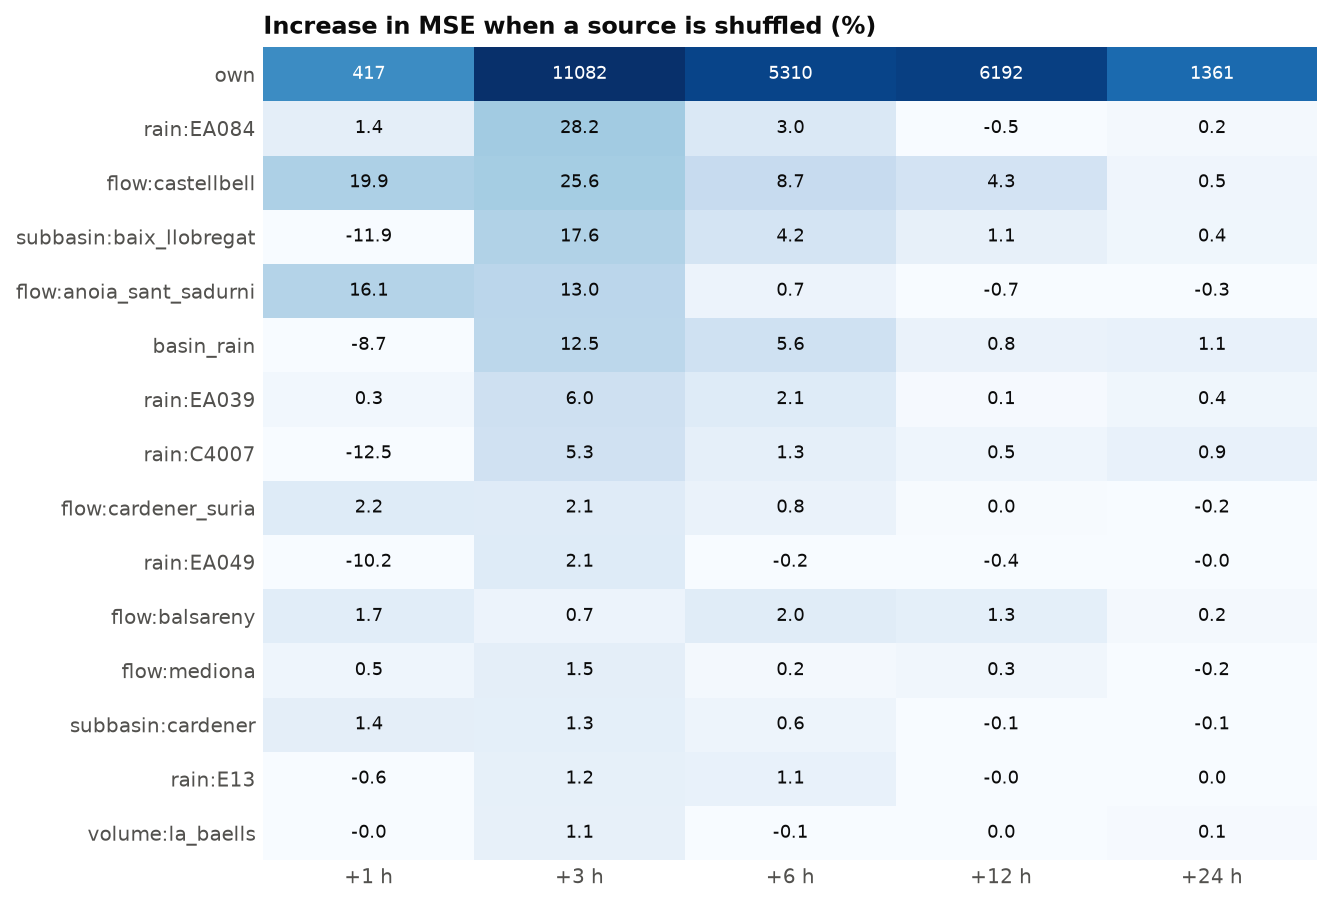 Increase in MSE when a source is shuffled (%)
own 417 11082 5310 6192 1361
rain:EA084 1.4 28.2 3.0 -0.5 0.2
flow:castellbell 19.9 25.6 8.7 4.3 0.5
subbasin:baix_llobregat -11.9 17.6 4.2 1.1 0.4
flow:anoia_sant_sadurni 16.1 13.0 0.7 -0.7 -0.3
basin_rain -8.7 12.5 5.6 0.8 1.1
rain:EA039 0.3 6.0 2.1 0.1 0.4
rain:C4007 -12.5 5.3 1.3 0.5 0.9
flow:cardener_suria 2.2 2.1 0.8 0.0 -0.2
rain:EA049 -10.2 2.1 -0.2 -0.4 -0.0
flow:balsareny 1.7 0.7 2.0 1.3 0.2
flow:mediona 0.5 1.5 0.2 0.3 -0.2
subbasin:cardener 1.4 1.3 0.6 -0.1 -0.1
rain:E13 -0.6 1.2 1.1 -0.0 0.0
volume:la_baells -0.0 1.1 -0.1 0.0 0.1
+1 h +3 h +6 h +12 h +24 h